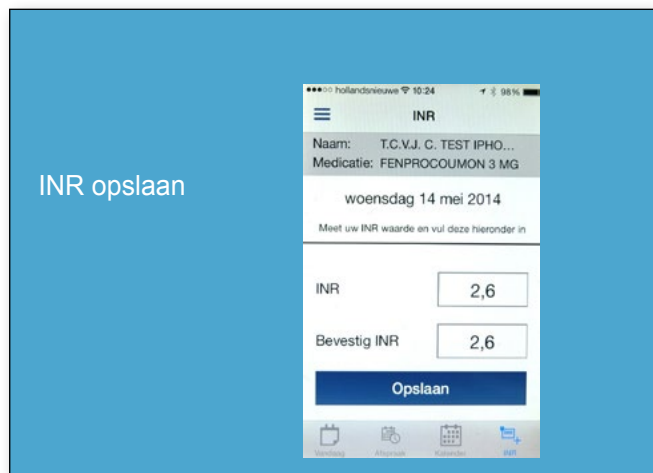 INR opslaan
hollandsnieuwe 10:24 98%
INR
Naam: T.C.V.J. C. TEST IPHO...
Medicatie: FENPROCOUMON 3 MG
woensdag 14 mei 2014
Meet uw INR waarde en vul deze hieronder in
INR 2,6
Bevestig INR 2,6
Opslaan
Vandaag Afspraak Kalender INR